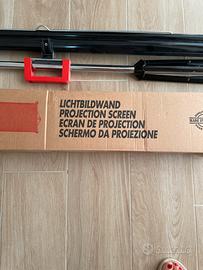 LICHTBILDWAND
PROJECTION SCREEN
ECRAN DE PROJECTION
SCHERMO DA PROIEZIONE